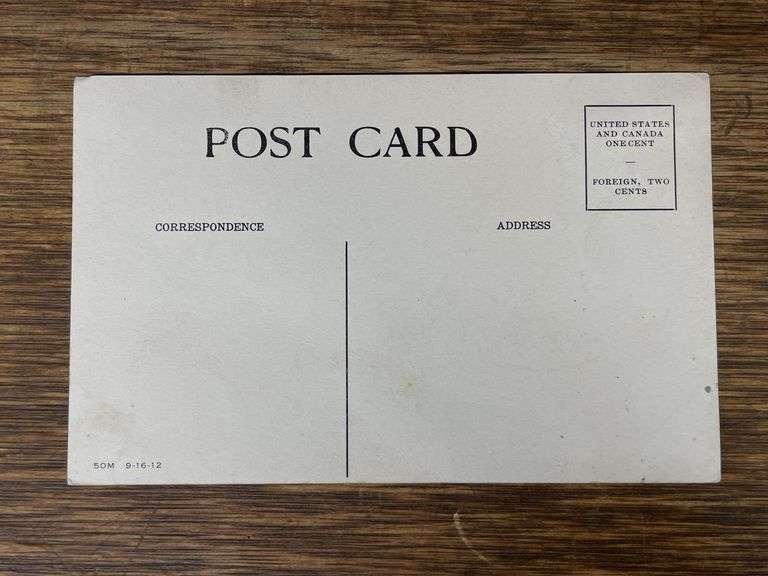 POST CARD
UNITED STATES
AND CANADA
ONE CENT
—
FOREIGN, TWO
CENTS
CORRESPONDENCE
ADDRESS
50M 9-16-12